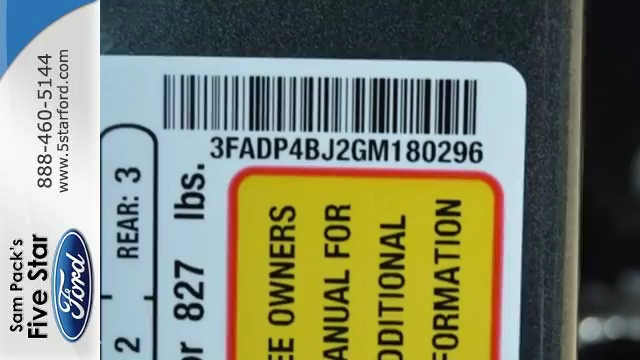 888-460-5144
www.5starford.com
Sam Pack's
Five Star
Ford
3FADP4BJ2GM180296
REAR: 3
2
or 827 lbs.
EE OWNERS
ANUAL FOR
DDITIONAL
FORMATION